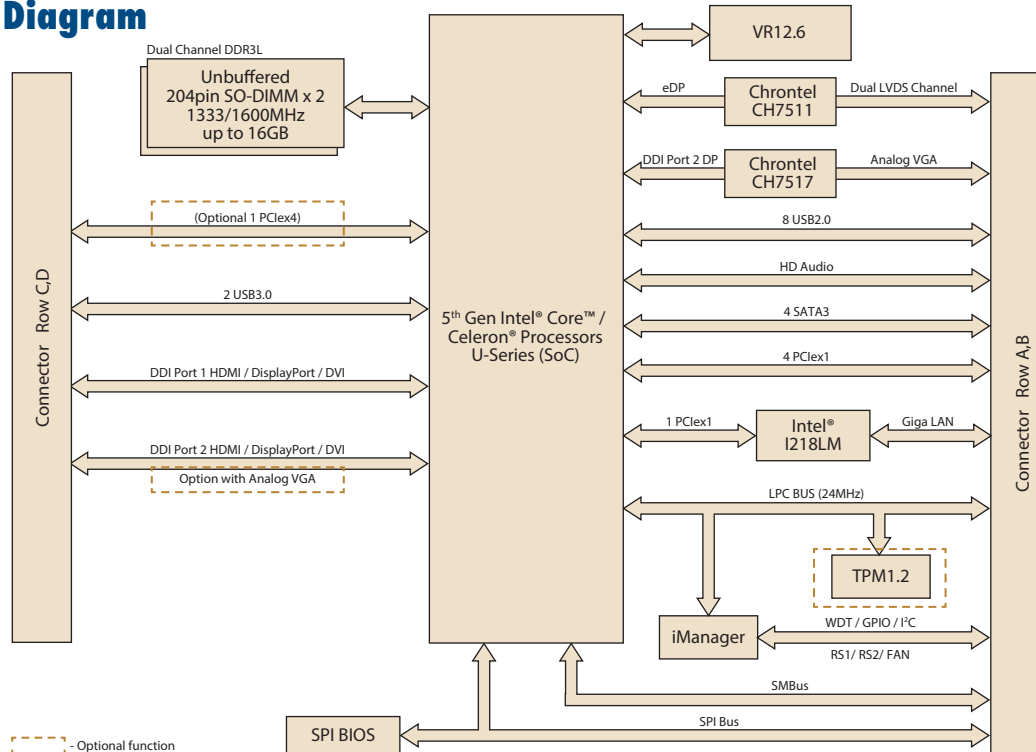 Diagram
Dual Channel DDR3L
Unbuffered
204pin SO-DIMM x 2
1333/1600MHz
up to 16GB
VR12.6
eDP
Chrontel
CH7511
Dual LVDS Channel
DDI Port 2 DP
Chrontel
CH7517
Analog VGA
(Optional 1 PCIex4)
8 USB2.0
HD Audio
2 USB3.0
4 SATA3
5th Gen Intel® Core™ /
Celeron® Processors
U-Series (SoC)
4 PCIex1
DDI Port 1 HDMI / DisplayPort / DVI
1 PCIex1
Intel®
I218LM
Giga LAN
DDI Port 2 HDMI / DisplayPort / DVI
Option with Analog VGA
LPC BUS (24MHz)
TPM1.2
iManager
WDT / GPIO / I²C
RS1/ RS2/ FAN
SMBus
SPI Bus
SPI BIOS
Connector Row C,D
Connector Row A,B
- Optional function